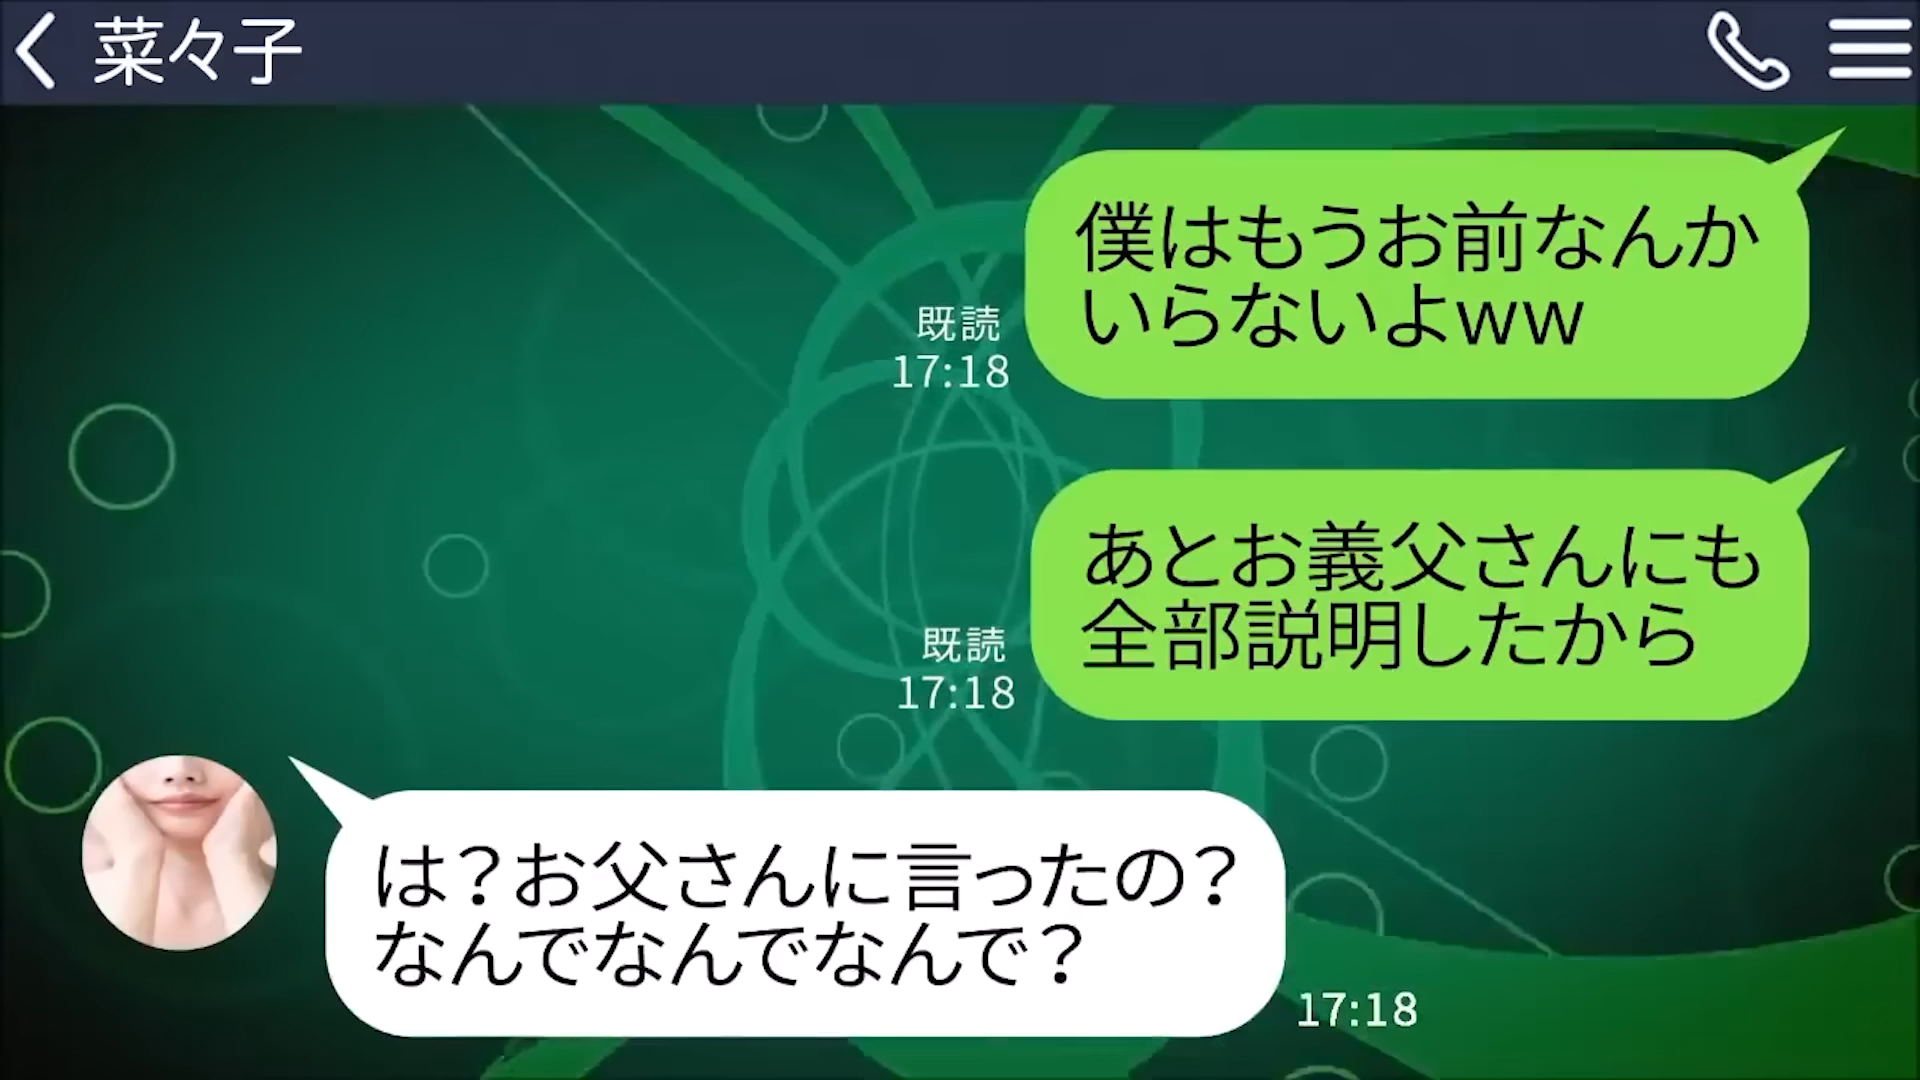 菜々子
僕はもうお前なんか
いらないよww
既読
17:18
あとお義父さんにも
全部説明したから
既読
17:18
は？お父さんに言ったの？
なんでなんでなんで？
17:18